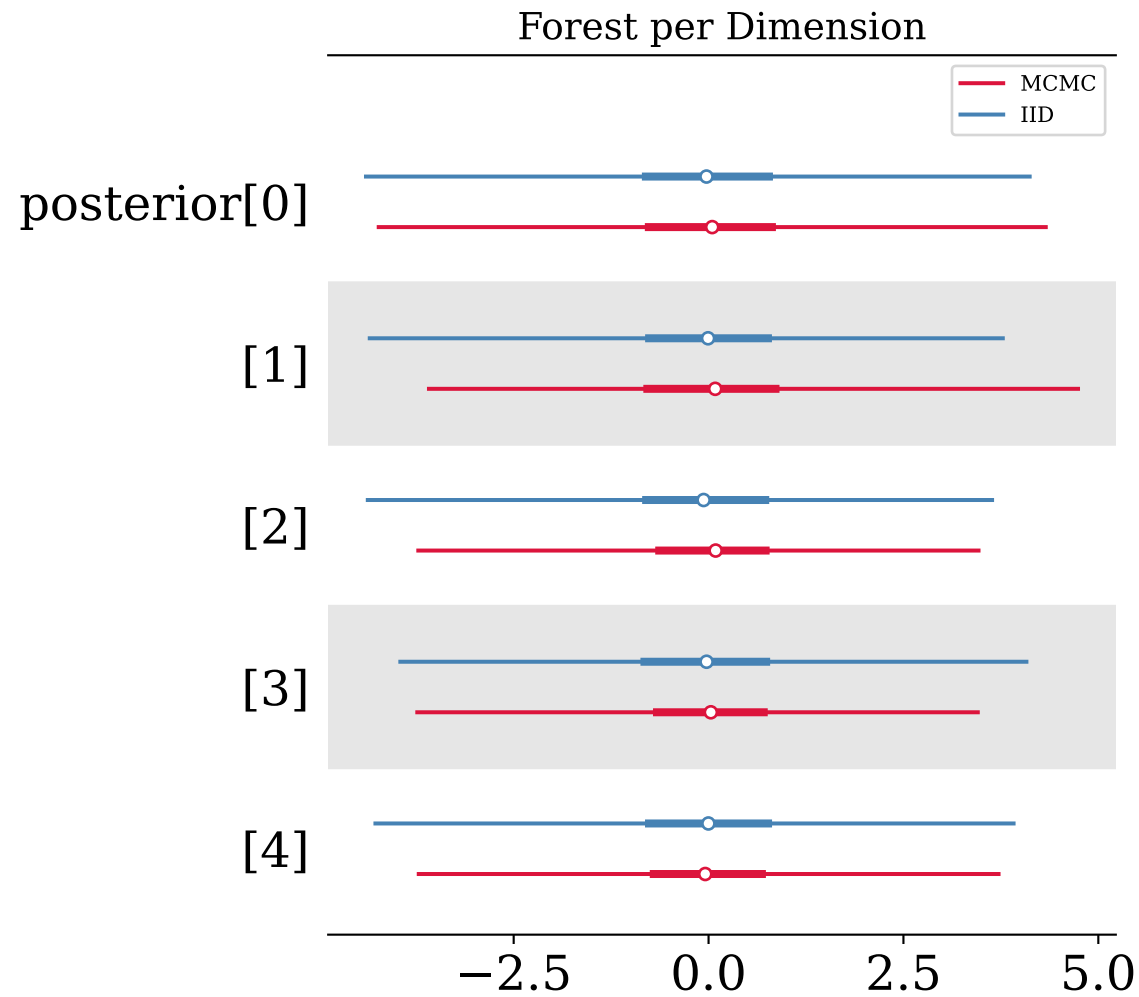 Forest per Dimension
MCMC
IID
posterior[0]
[1]
[2]
[3]
[4]
−2.5 0.0 2.5 5.0